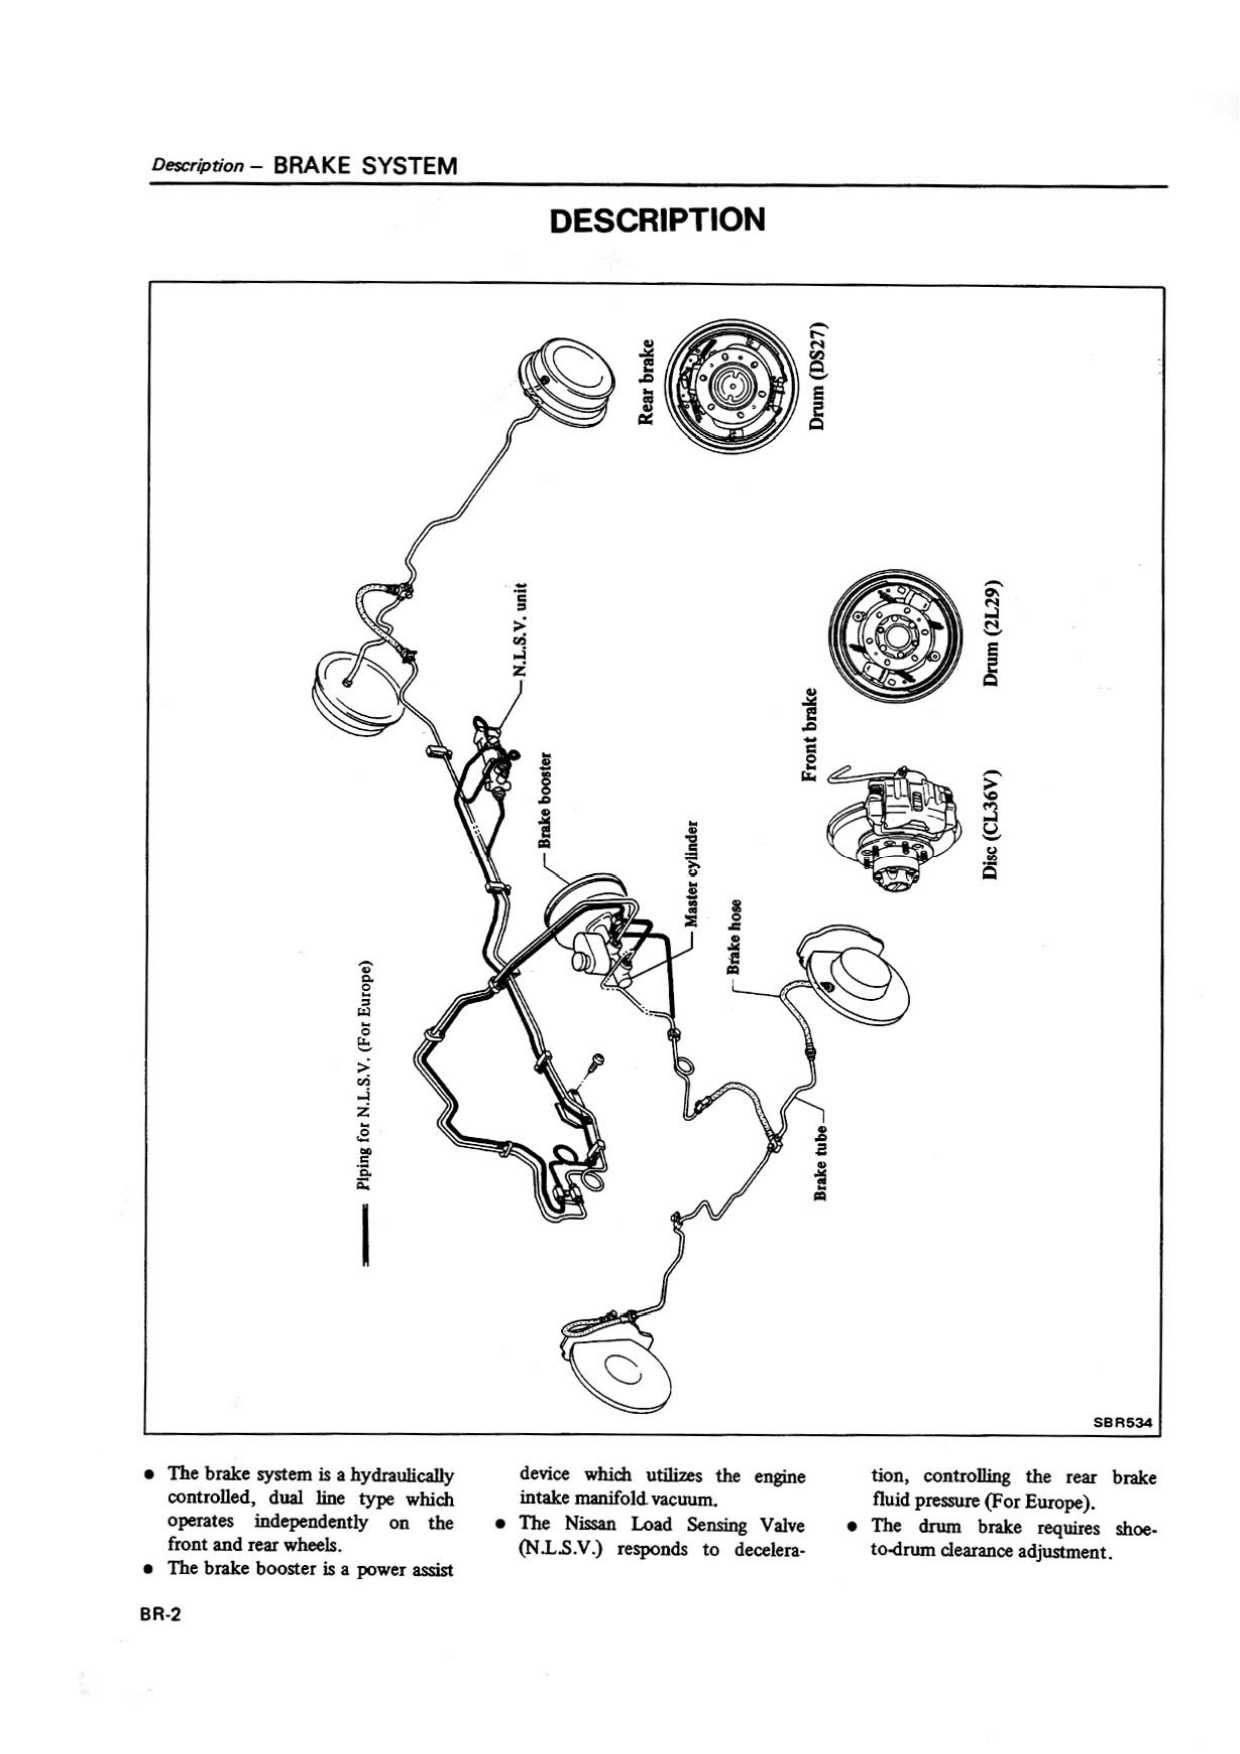 Description — BRAKE SYSTEM
DESCRIPTION
Rear brake
Drum (DS27)
N.L.S.V. unit
Drum (2L29)
Front brake
Disc (CL36V)
Brake booster
Master cylinder
Brake hose
Piping for N.L.S.V. (For Europe)
Brake tube
SBR534
● The brake system is a hydraulically
controlled, dual line type which
operates independently on the
front and rear wheels.
● The brake booster is a power assist
device which utilizes the engine
intake manifold vacuum.
● The Nissan Load Sensing Valve
(N.L.S.V.) responds to decelera-
tion, controlling the rear brake
fluid pressure (For Europe).
● The drum brake requires shoe-
to-drum clearance adjustment.
BR-2